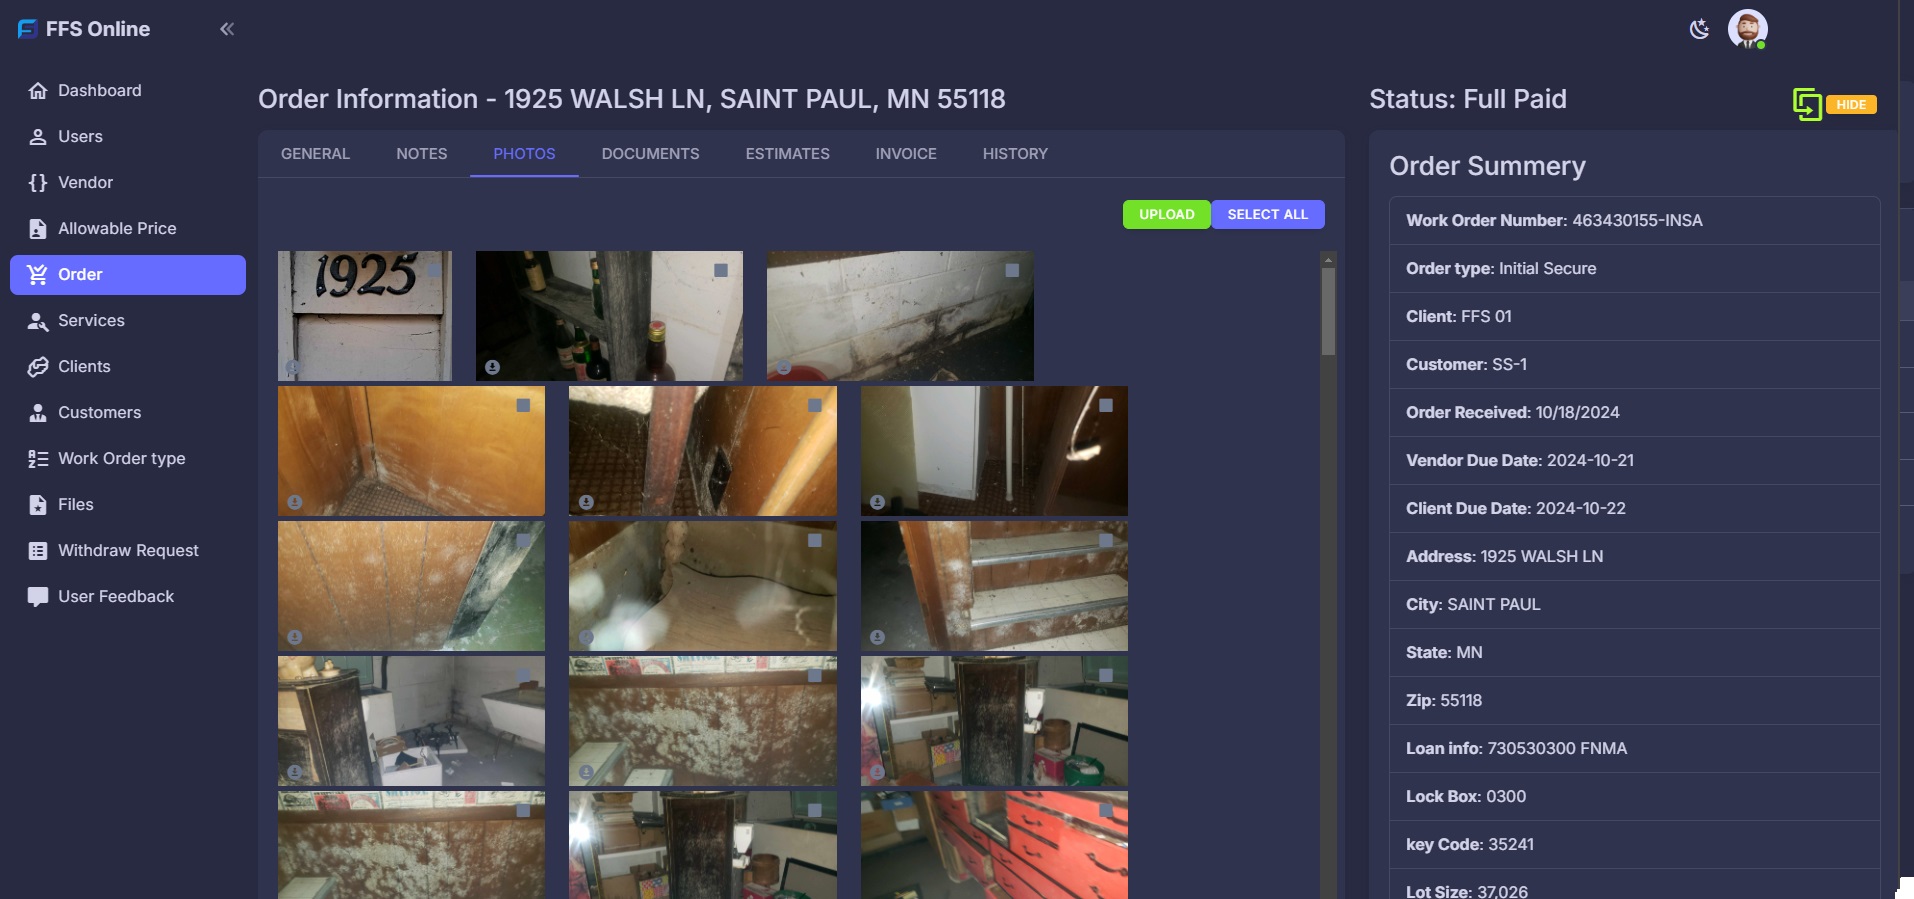 FFS Online
Dashboard
Users
Vendor
Allowable Price
Order
Services
Clients
Customers
Work Order type
Files
Withdraw Request
User Feedback
Order Information - 1925 WALSH LN, SAINT PAUL, MN 55118
GENERAL NOTES PHOTOS DOCUMENTS ESTIMATES INVOICE HISTORY
UPLOAD SELECT ALL
1925
Status: Full Paid
HIDE
Order Summery
Work Order Number: 463430155-INSA
Order type: Initial Secure
Client: FFS 01
Customer: SS-1
Order Received: 10/18/2024
Vendor Due Date: 2024-10-21
Client Due Date: 2024-10-22
Address: 1925 WALSH LN
City: SAINT PAUL
State: MN
Zip: 55118
Loan info: 730530300 FNMA
Lock Box: 0300
key Code: 35241
Lot Size: 37,026